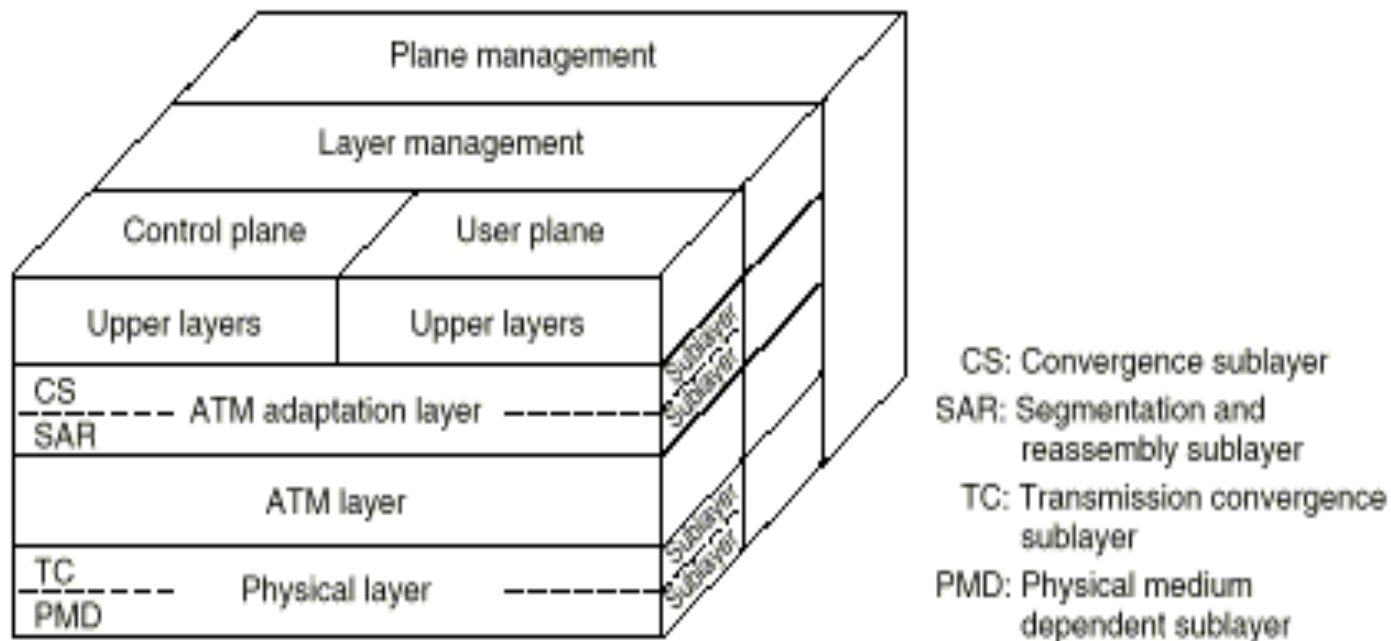 Plane management
Layer management
Control plane
User plane
Upper layers
Upper layers
CS
ATM adaptation layer
SAR
ATM layer
TC
Physical layer
PMD
Sublayer
Sublayer
Sublayer
Sublayer
CS: Convergence sublayer
SAR: Segmentation and
reassembly sublayer
TC: Transmission convergence
sublayer
PMD: Physical medium
dependent sublayer